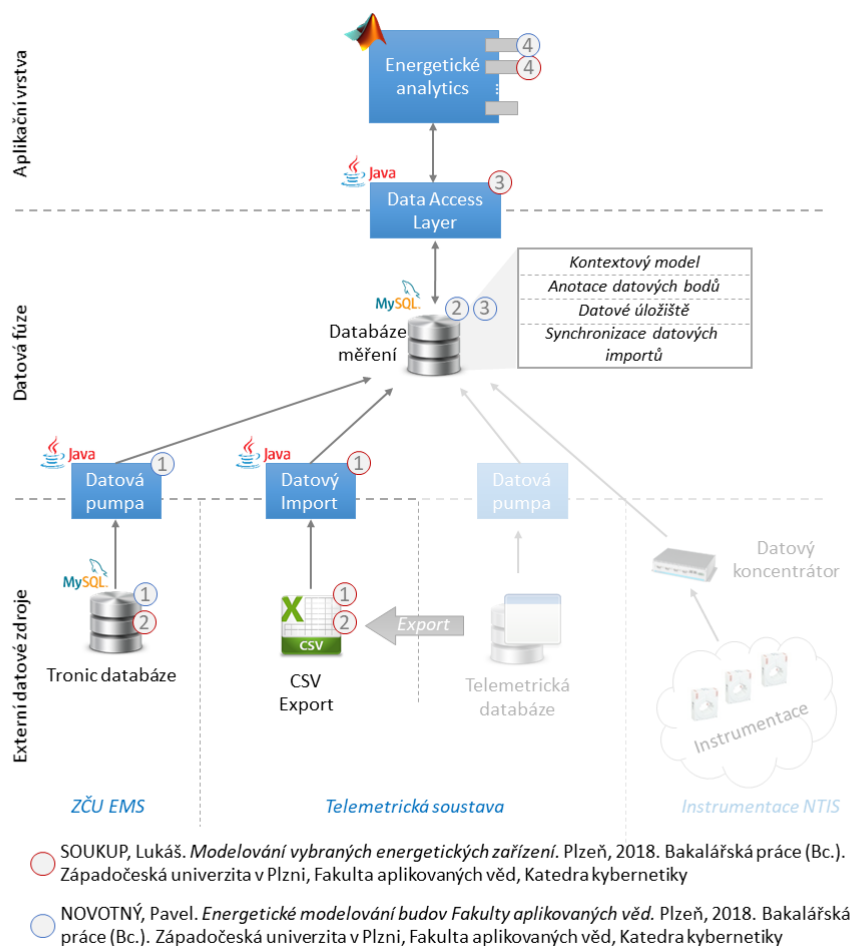 Aplikační vrstva
Energetické
analytics
4
4
Java
3
Data Access
Layer
Datová fúze
MySQL
2
3
Databáze
měření
Kontextový model
Anotace datových bodů
Datové úložiště
Synchronizace datových
importů
Java
1
Datová
pumpa
Java
1
Datový
Import
Datová
pumpa
Externí datové zdroje
MySQL
1
2
Tronic databáze
X
CSV
1
2
CSV
Export
Export
Telemetrická
databáze
Datový
koncentrátor
Instrumentace
ZČU EMS
Telemetrická soustava
Instrumentace NTIS
SOUKUP, Lukáš. Modelování vybraných energetických zařízení. Plzeň, 2018. Bakalářská práce (Bc.).
Západočeská univerzita v Plzni, Fakulta aplikovaných věd, Katedra kybernetiky
NOVOTNÝ, Pavel. Energetické modelování budov Fakulty aplikovaných věd. Plzeň, 2018. Bakalářská
práce (Bc.). Západočeská univerzita v Plzni, Fakulta aplikovaných věd, Katedra kybernetiky